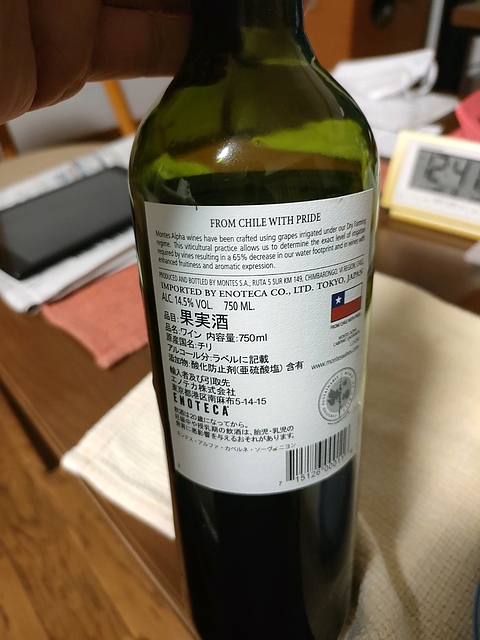 FROM CHILE WITH PRIDE
Montes Alpha wines have been crafted using grapes irrigated under our Dry Farming
regime. This viticultural practice allows us to determine the exact level of irrigation
required by vines resulting in a 65% decrease in our water footprint and in wines with
enhanced fruitiness and aromatic expression.
PRODUCED AND BOTTLED BY MONTES S.A., RUTA 5 SUR KM 149, CHIMBARONGO, VI REGION, CHILE.
IMPORTED BY ENOTECA CO., LTD. TOKYO, JAPAN
ALC. 14.5% VOL. 750 ML.
品目:果実酒
品名:ワイン 内容量:750ml
原産国名:チリ
アルコール分:ラベルに記載
添加物:酸化防止剤(亜硫酸塩)含有
輸入者及び引取先
エノテカ株式会社
東京都港区南麻布5-14-15
ENOTECA
飲酒は20歳になってから。
妊娠中や授乳期の飲酒は、胎児・乳児の
発育に悪影響を与えるおそれがあります。
モンテス・アルファ・カベルネ・ソーヴィニヨン
FROM CHILE WITH PRIDE